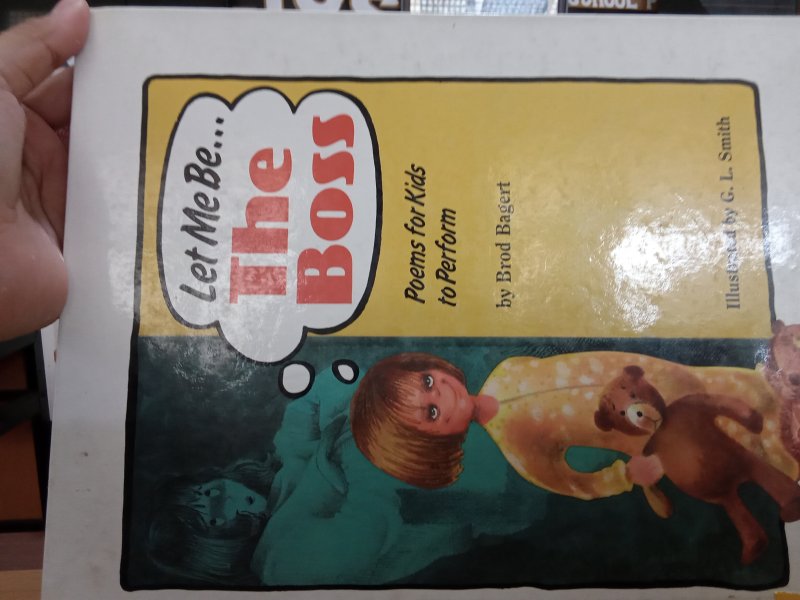 Let Me Be...
The
Boss
Poems for Kids
to Perform
by Brod Bagert
Illustrated by G. L. Smith